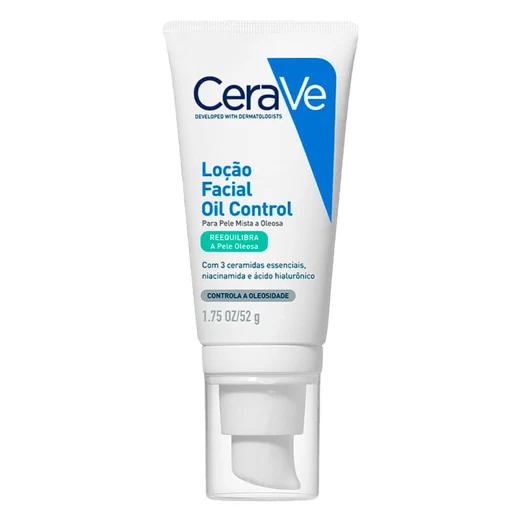 CeraVe
DEVELOPED WITH DERMATOLOGISTS
Loção
Facial
Oil Control
Para Pele Mista a Oleosa
REEQUILIBRA
A Pele Oleosa
Com 3 ceramidas essenciais,
niacinamida e ácido hialurônico
CONTROLA A OLEOSIDADE
1.75 OZ/52 g